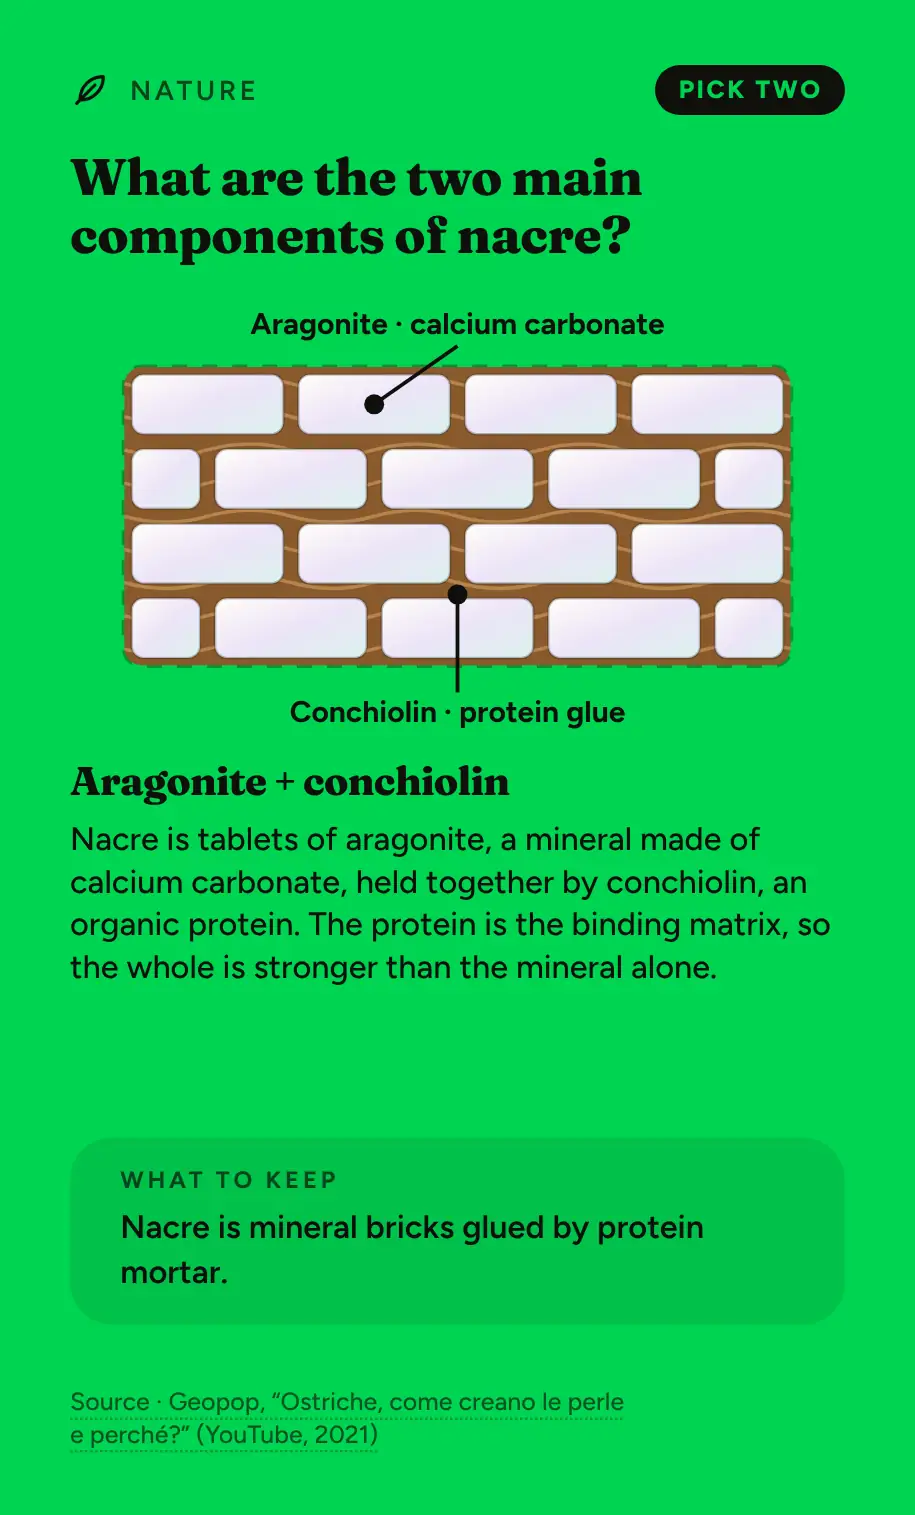 NATURE
PICK TWO
What are the two main
components of nacre?
Aragonite · calcium carbonate
Conchiolin · protein glue
Aragonite + conchiolin
Nacre is tablets of aragonite, a mineral made of
calcium carbonate, held together by conchiolin, an
organic protein. The protein is the binding matrix, so
the whole is stronger than the mineral alone.
WHAT TO KEEP
Nacre is mineral bricks glued by protein
mortar.
Source · Geopop, “Ostriche, come creano le perle
e perché?” (YouTube, 2021)